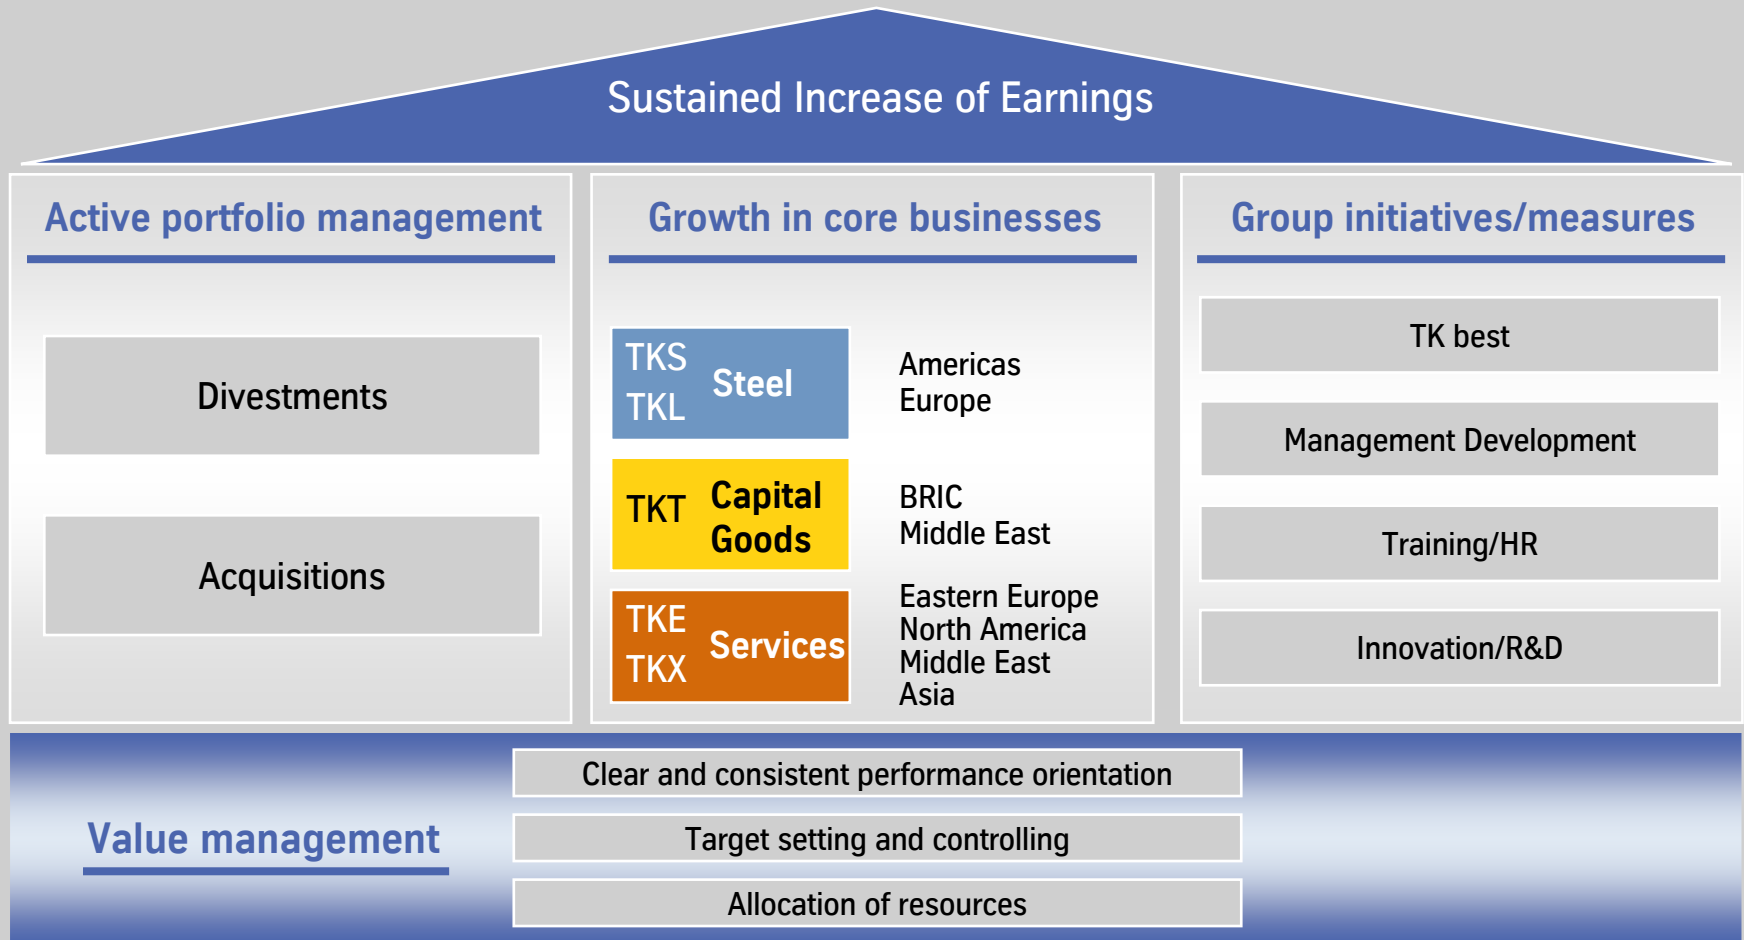 Sustained Increase of Earnings
Active portfolio management
Divestments
Acquisitions
Growth in core businesses
TKS
TKL
Steel
Americas
Europe
TKT
Capital
Goods
BRIC
Middle East
TKE
TKX
Services
Eastern Europe
North America
Middle East
Asia
Group initiatives/measures
TK best
Management Development
Training/HR
Innovation/R&D
Value management
Clear and consistent performance orientation
Target setting and controlling
Allocation of resources